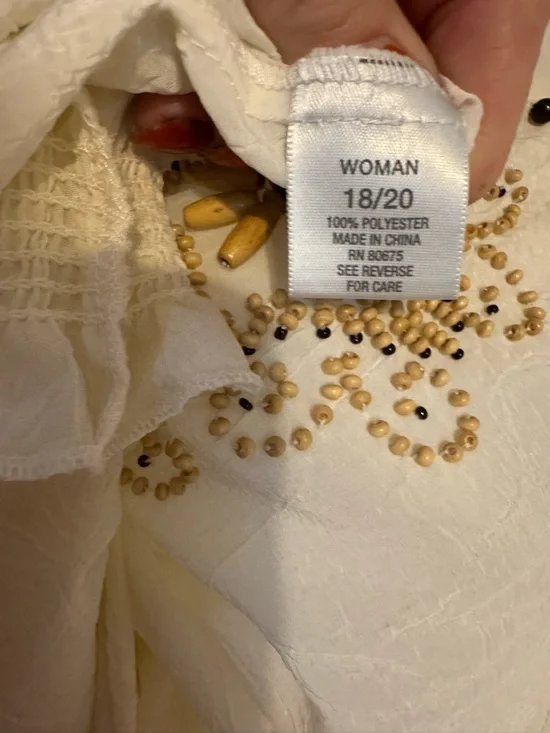 WOMAN
18/20
100% POLYESTER
MADE IN CHINA
RN 80675
SEE REVERSE
FOR CARE